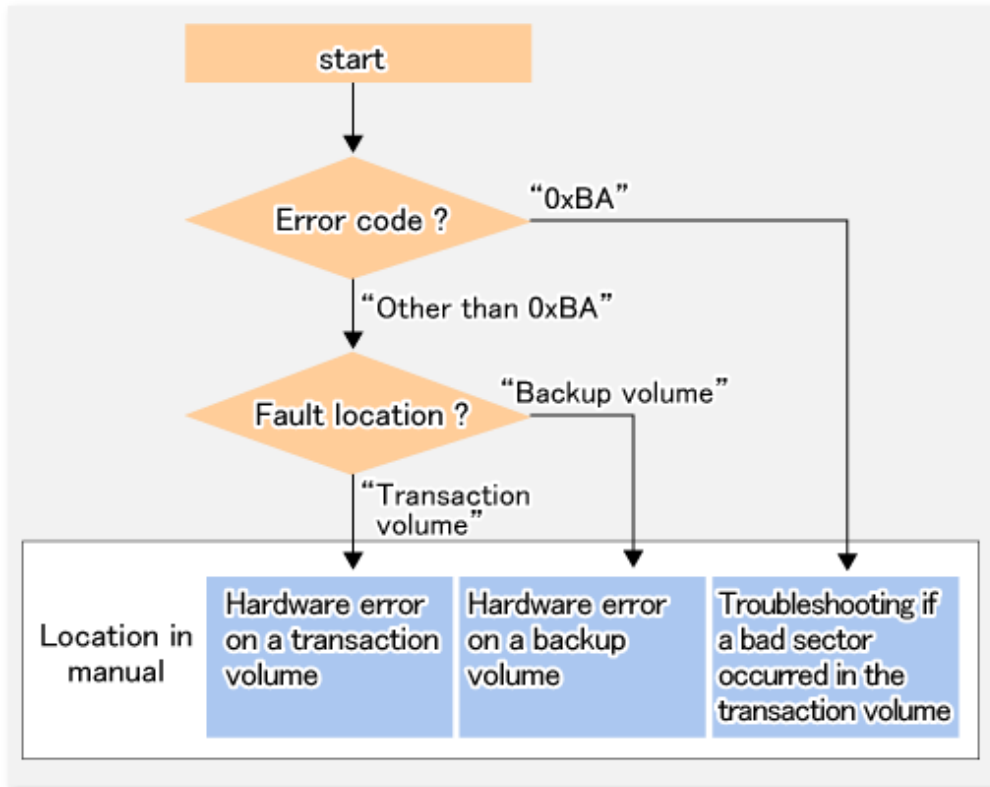 start
Error code ?
“0xBA”
“Other than 0xBA”
Fault location ?
“Backup volume”
“Transaction
volume”
Location in
manual
Hardware error
on a transaction
volume
Hardware error
on a backup
volume
Troubleshooting if
a bad sector
occurred in the
transaction volume